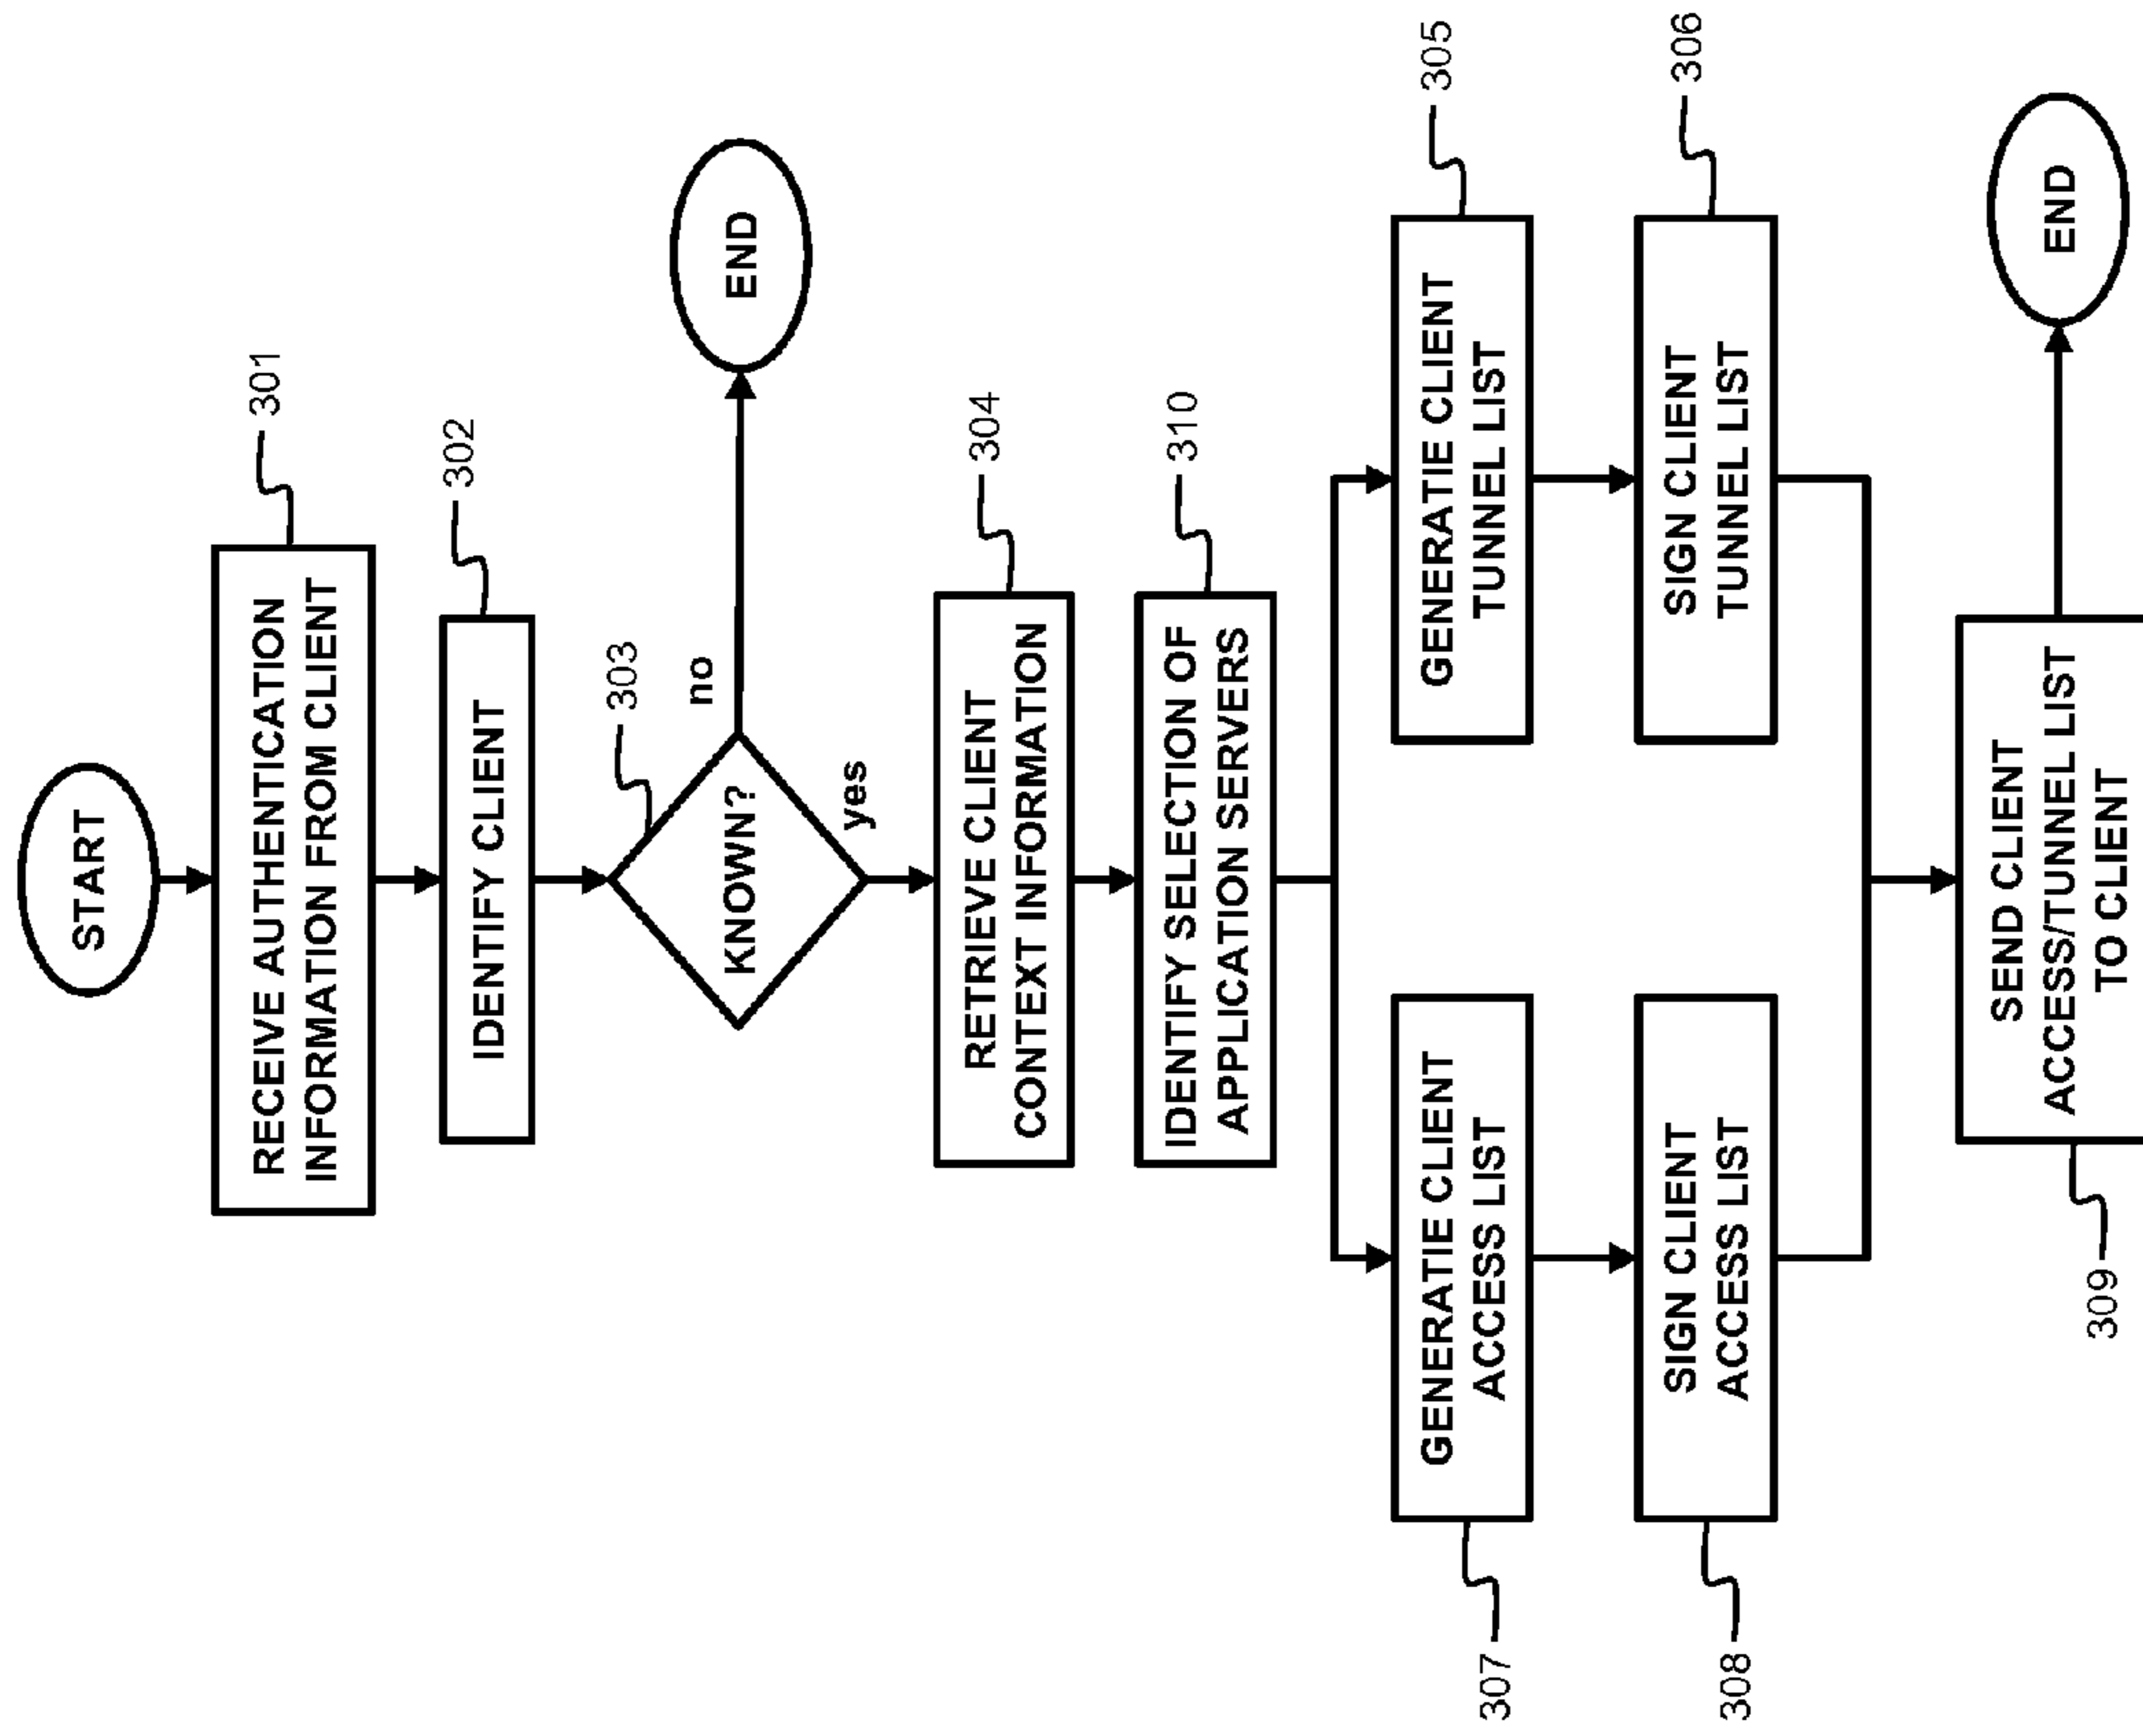 START
RECEIVE AUTHENTICATION
INFORMATION FROM CLIENT
301
IDENTIFY CLIENT
302
KNOWN?
303
no
END
yes
RETRIEVE CLIENT
CONTEXT INFORMATION
304
IDENTIFY SELECTION OF
APPLICATION SERVERS
310
307
GENERATIE CLIENT
ACCESS LIST
GENERATIE CLIENT
TUNNEL LIST
305
308
SIGN CLIENT
ACCESS LIST
SIGN CLIENT
TUNNEL LIST
306
309
SEND CLIENT
ACCESS/TUNNEL LIST
TO CLIENT
END